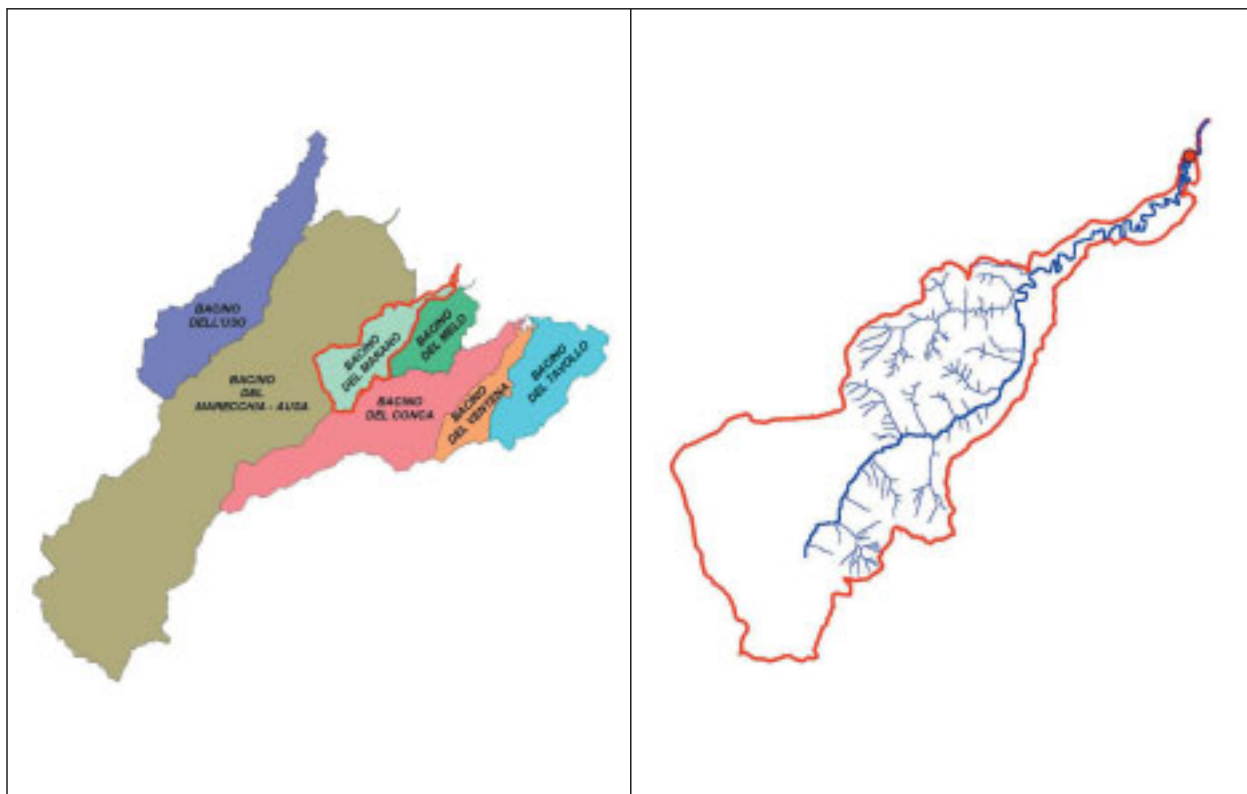 BACINO
DELL'USO
BACINO
DEL
MARECCHIA - AUSA
BACINO
DEL MARANO
BACINO
DEL MELO
BACINO
DEL CONCA
BACINO
DEL VENTENA
BACINO
DEL TAVOLLO